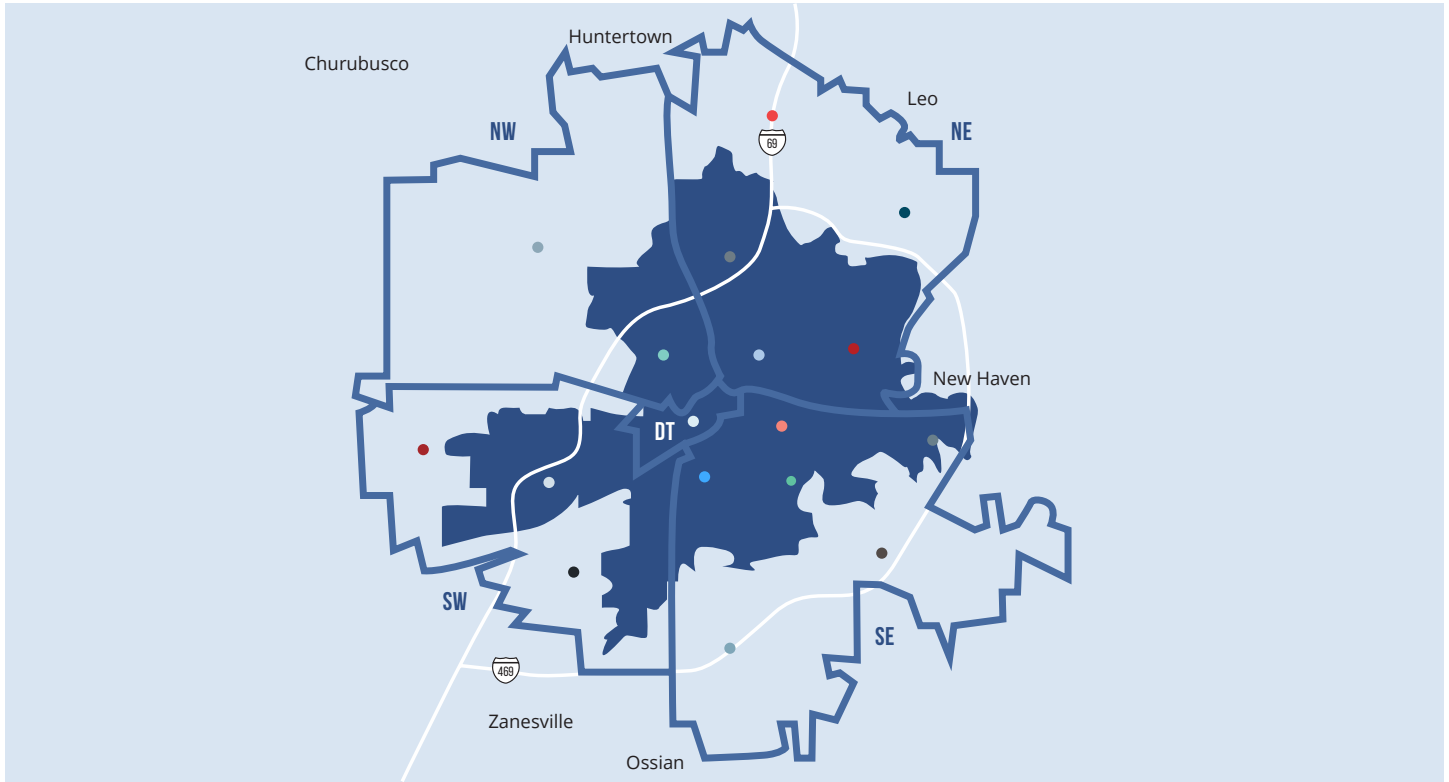 Huntertown
Churubusco
Leo
NW
NE
69
New Haven
DT
SW
SE
469
Zanesville
Ossian